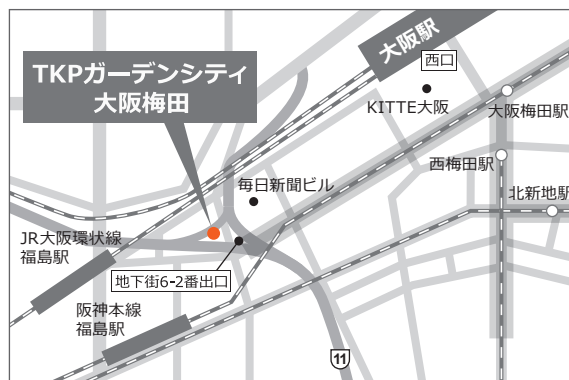 大阪駅
西口
TKPガーデンシティ
大阪梅田
KITTE大阪
大阪梅田駅
西梅田駅
毎日新聞ビル
北新地駅
JR大阪環状線
福島駅
地下街6-2番出口
阪神本線
福島駅
11